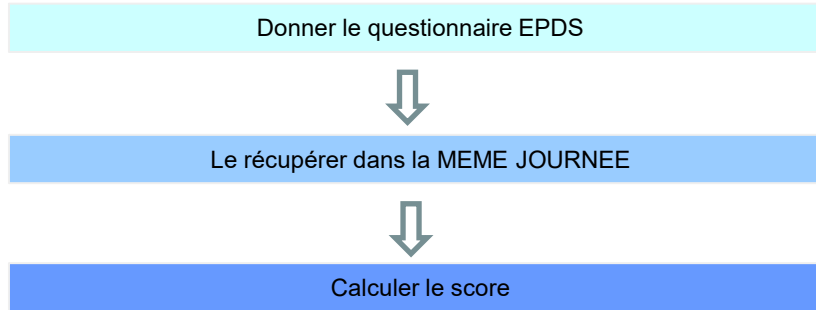 Donner le questionnaire EPDS
Le récupérer dans la MEME JOURNEE
Calculer le score